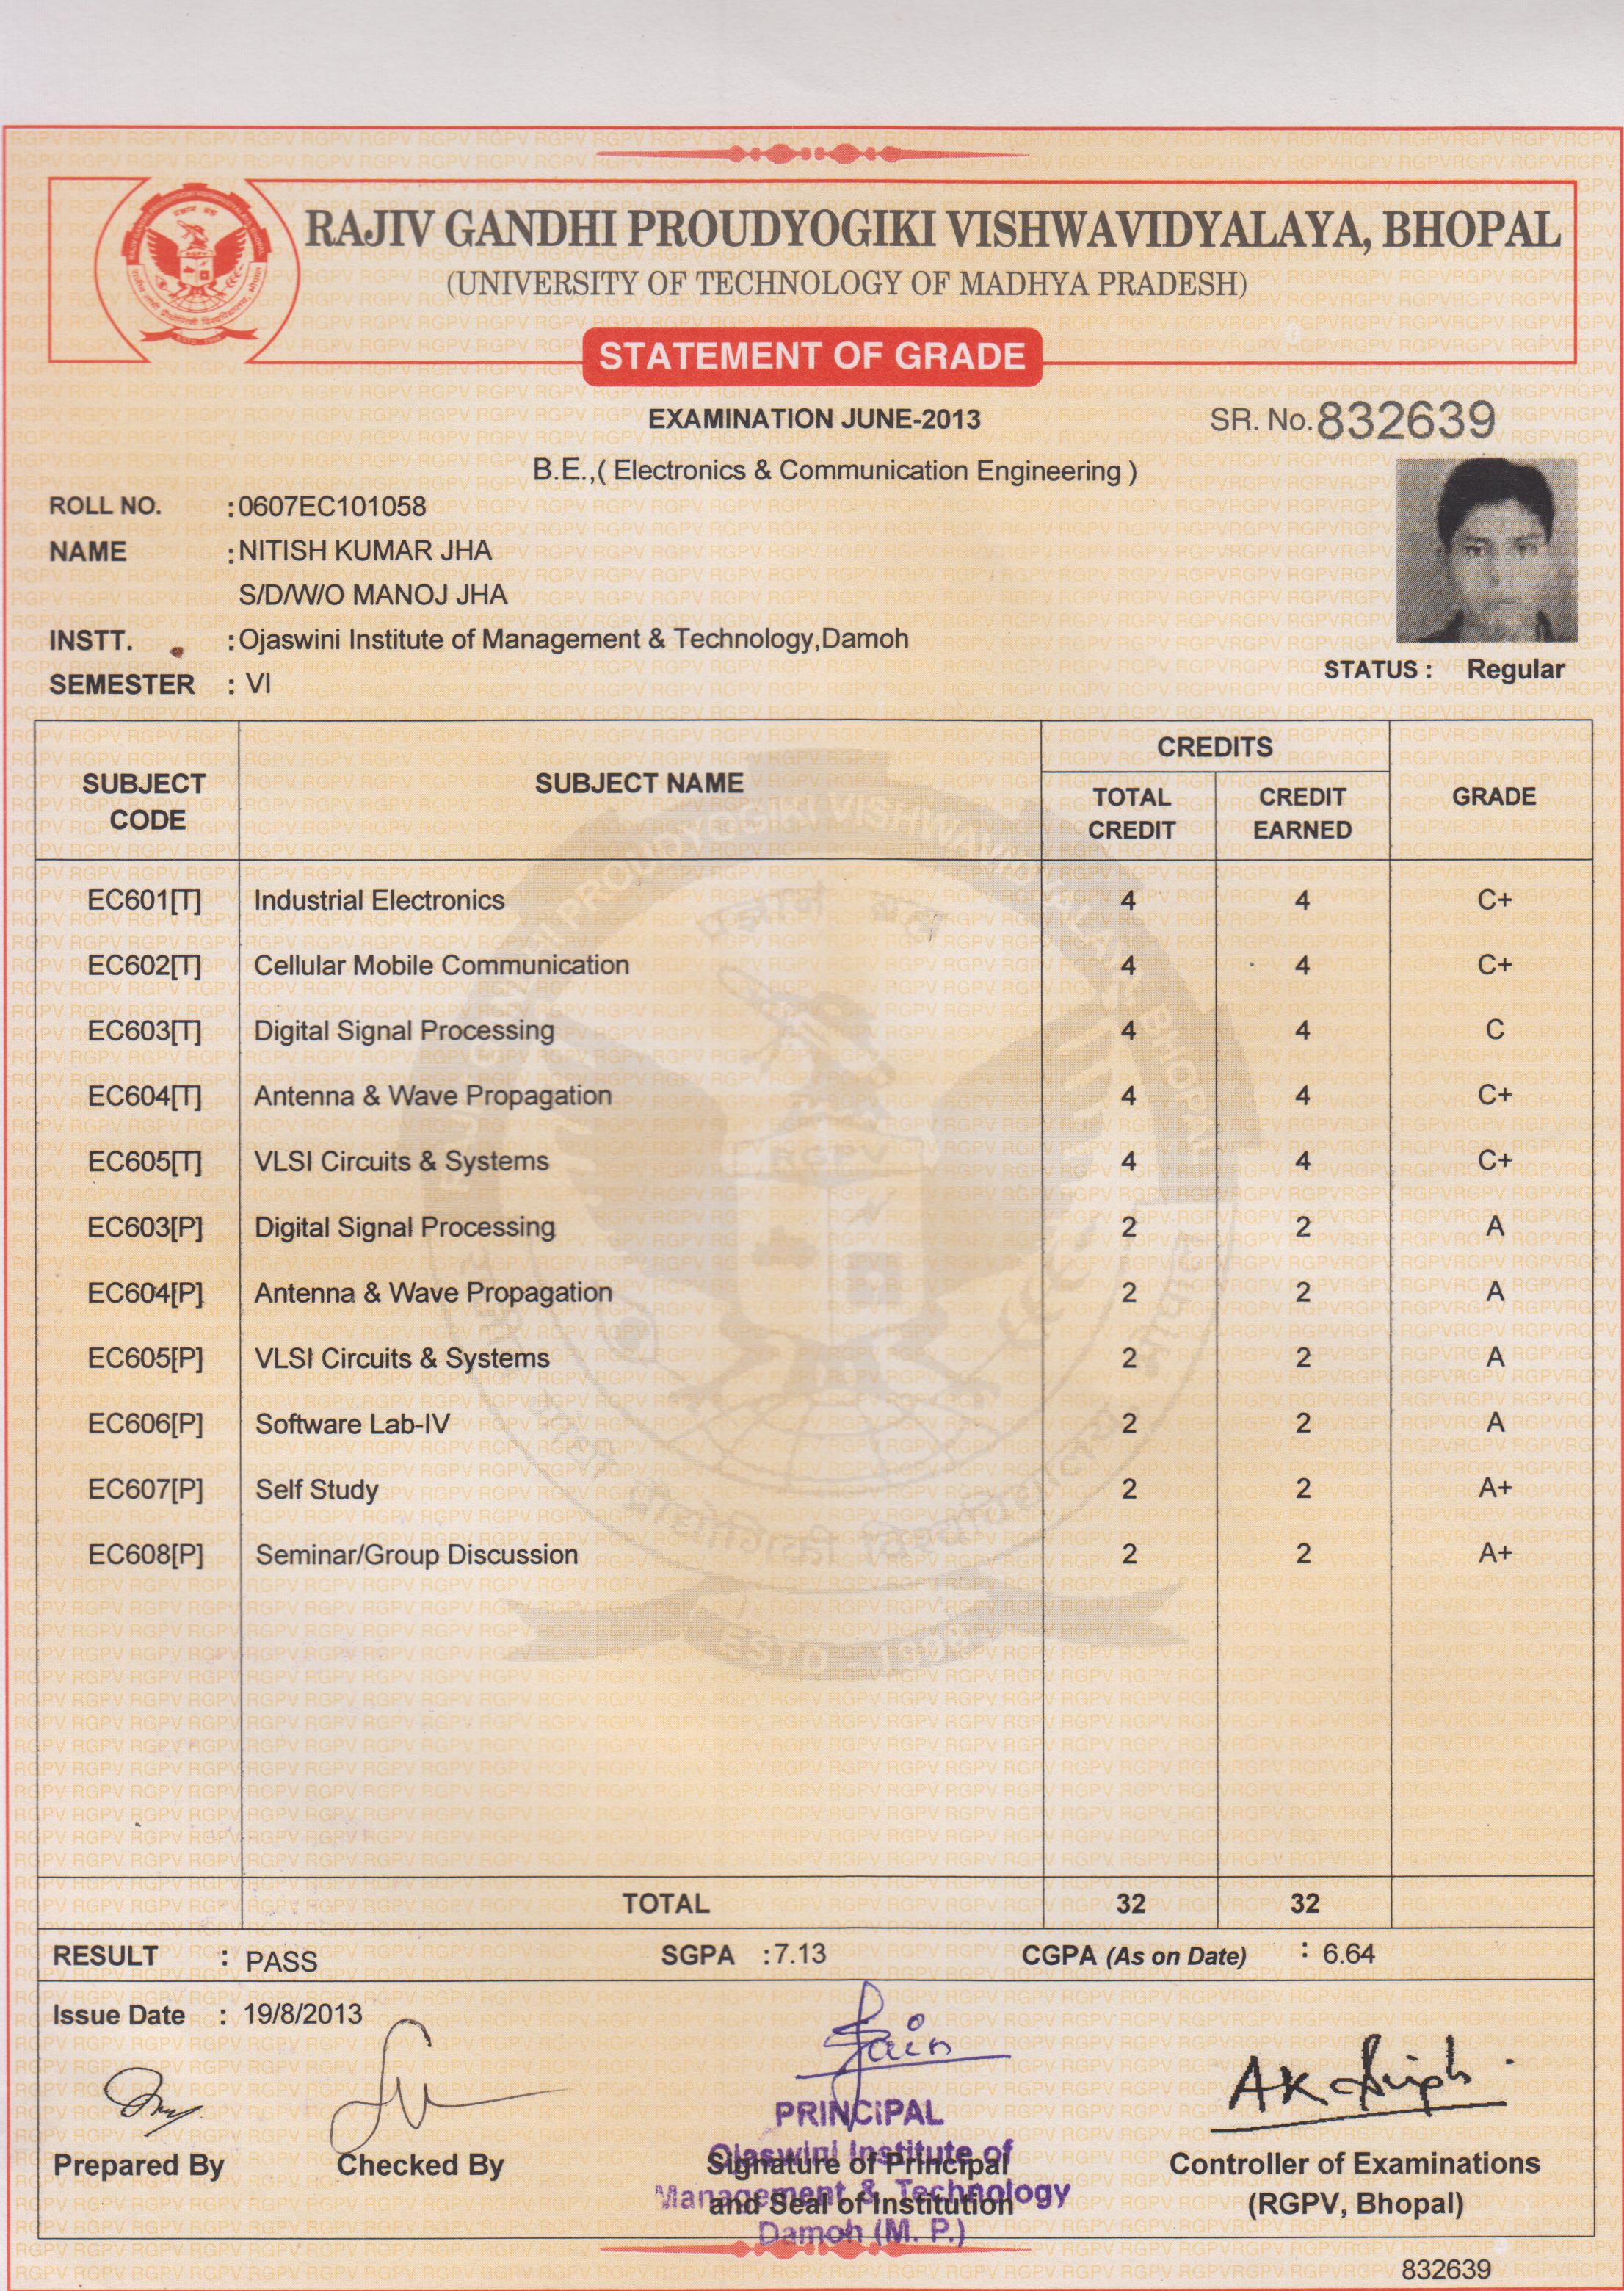 RAJIV GANDHI PROUDYOGIKI VISHWAVIDYALAYA, BHOPAL
(UNIVERSITY OF TECHNOLOGY OF MADHYA PRADESH)
STATEMENT OF GRADE
EXAMINATION JUNE-2013
SR. No. 832639
B.E.,( Electronics & Communication Engineering )
ROLL NO. : 0607EC101058
NAME : NITISH KUMAR JHA
S/D/W/O MANOJ JHA
INSTT. : Ojaswini Institute of Management & Technology,Damoh
SEMESTER : VI
STATUS : Regular
SUBJECT CODE SUBJECT NAME CREDITS GRADE
TOTAL CREDIT CREDIT EARNED
EC601[T] Industrial Electronics 4 4 C+
EC602[T] Cellular Mobile Communication 4 4 C+
EC603[T] Digital Signal Processing 4 4 C
EC604[T] Antenna & Wave Propagation 4 4 C+
EC605[T] VLSI Circuits & Systems 4 4 C+
EC603[P] Digital Signal Processing 2 2 A
EC604[P] Antenna & Wave Propagation 2 2 A
EC605[P] VLSI Circuits & Systems 2 2 A
EC606[P] Software Lab-IV 2 2 A
EC607[P] Self Study 2 2 A+
EC608[P] Seminar/Group Discussion 2 2 A+
TOTAL 32 32
RESULT : PASS SGPA : 7.13 CGPA (As on Date) : 6.64
Issue Date : 19/8/2013
Jain
AK Singh
PRINCIPAL
Ojaswini Institute of
Management & Technology
Damoh (M. P.)
Prepared By Checked By Signature of Principal Controller of Examinations
and Seal of Institution (RGPV, Bhopal)
832639